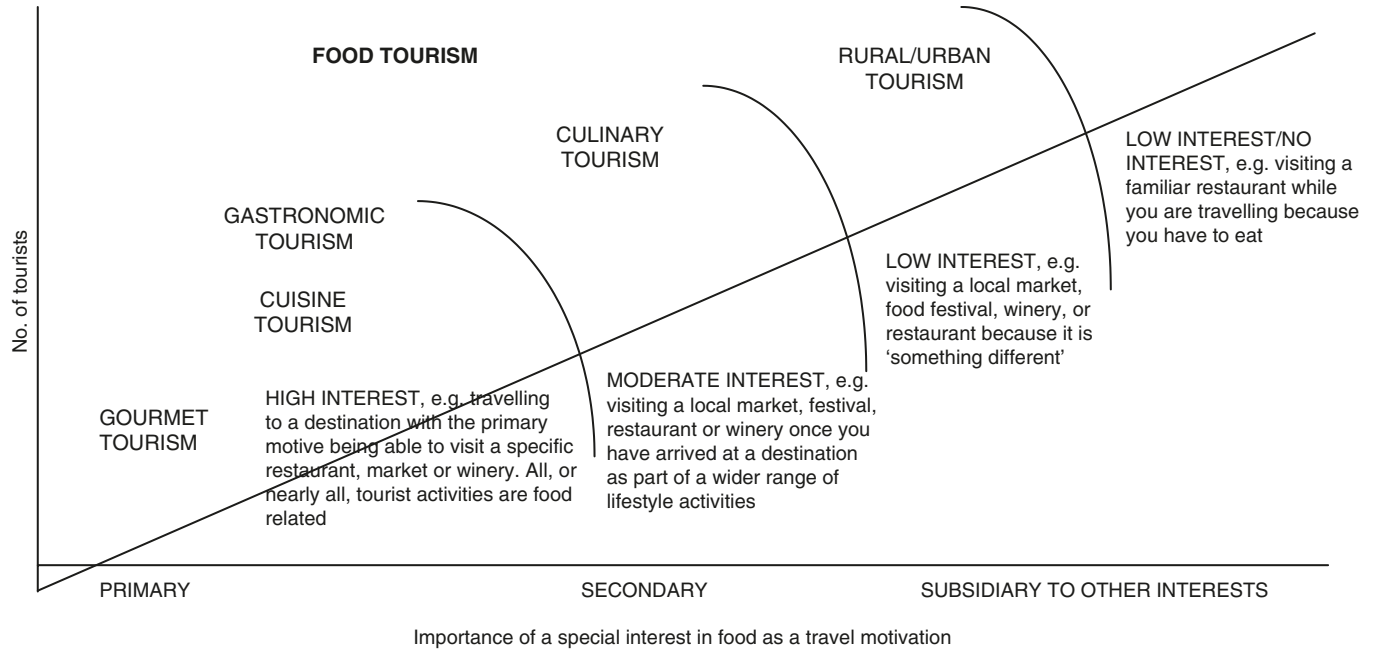 FOOD TOURISM
RURAL/URBAN
TOURISM
CULINARY
TOURISM
LOW INTEREST/NO
INTEREST, e.g. visiting a
familiar restaurant while
you are travelling because
you have to eat
GASTRONOMIC
TOURISM
LOW INTEREST, e.g.
visiting a local market,
food festival, winery, or
restaurant because it is
‘something different’
CUISINE
TOURISM
No. of tourists
MODERATE INTEREST, e.g.
visiting a local market, festival,
restaurant or winery once you
have arrived at a destination
as part of a wider range of
lifestyle activities
HIGH INTEREST, e.g. travelling
to a destination with the primary
motive being able to visit a specific
restaurant, market or winery. All, or
nearly all, tourist activities are food
related
GOURMET
TOURISM
PRIMARY
SECONDARY
SUBSIDIARY TO OTHER INTERESTS
Importance of a special interest in food as a travel motivation